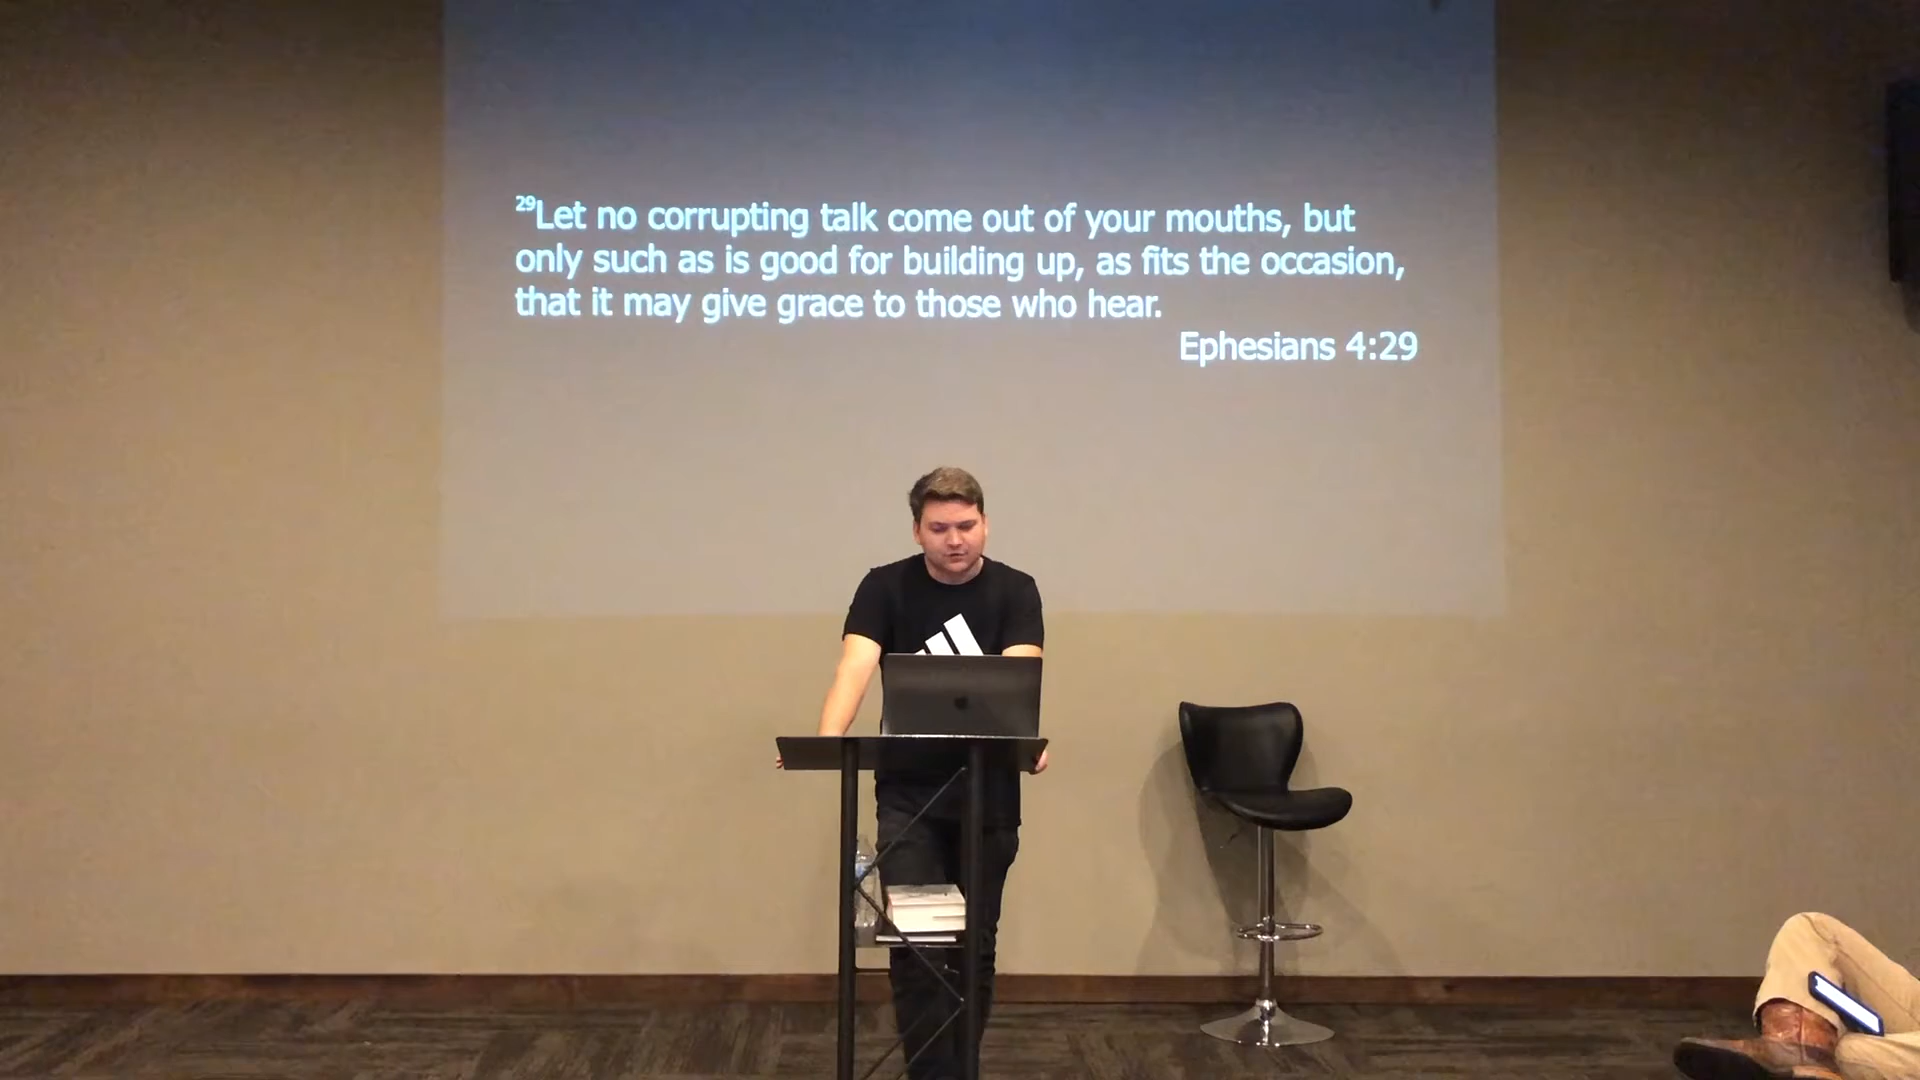 ²⁹Let no corrupting talk come out of your mouths, but
only such as is good for building up, as fits the occasion,
that it may give grace to those who hear.
Ephesians 4:29